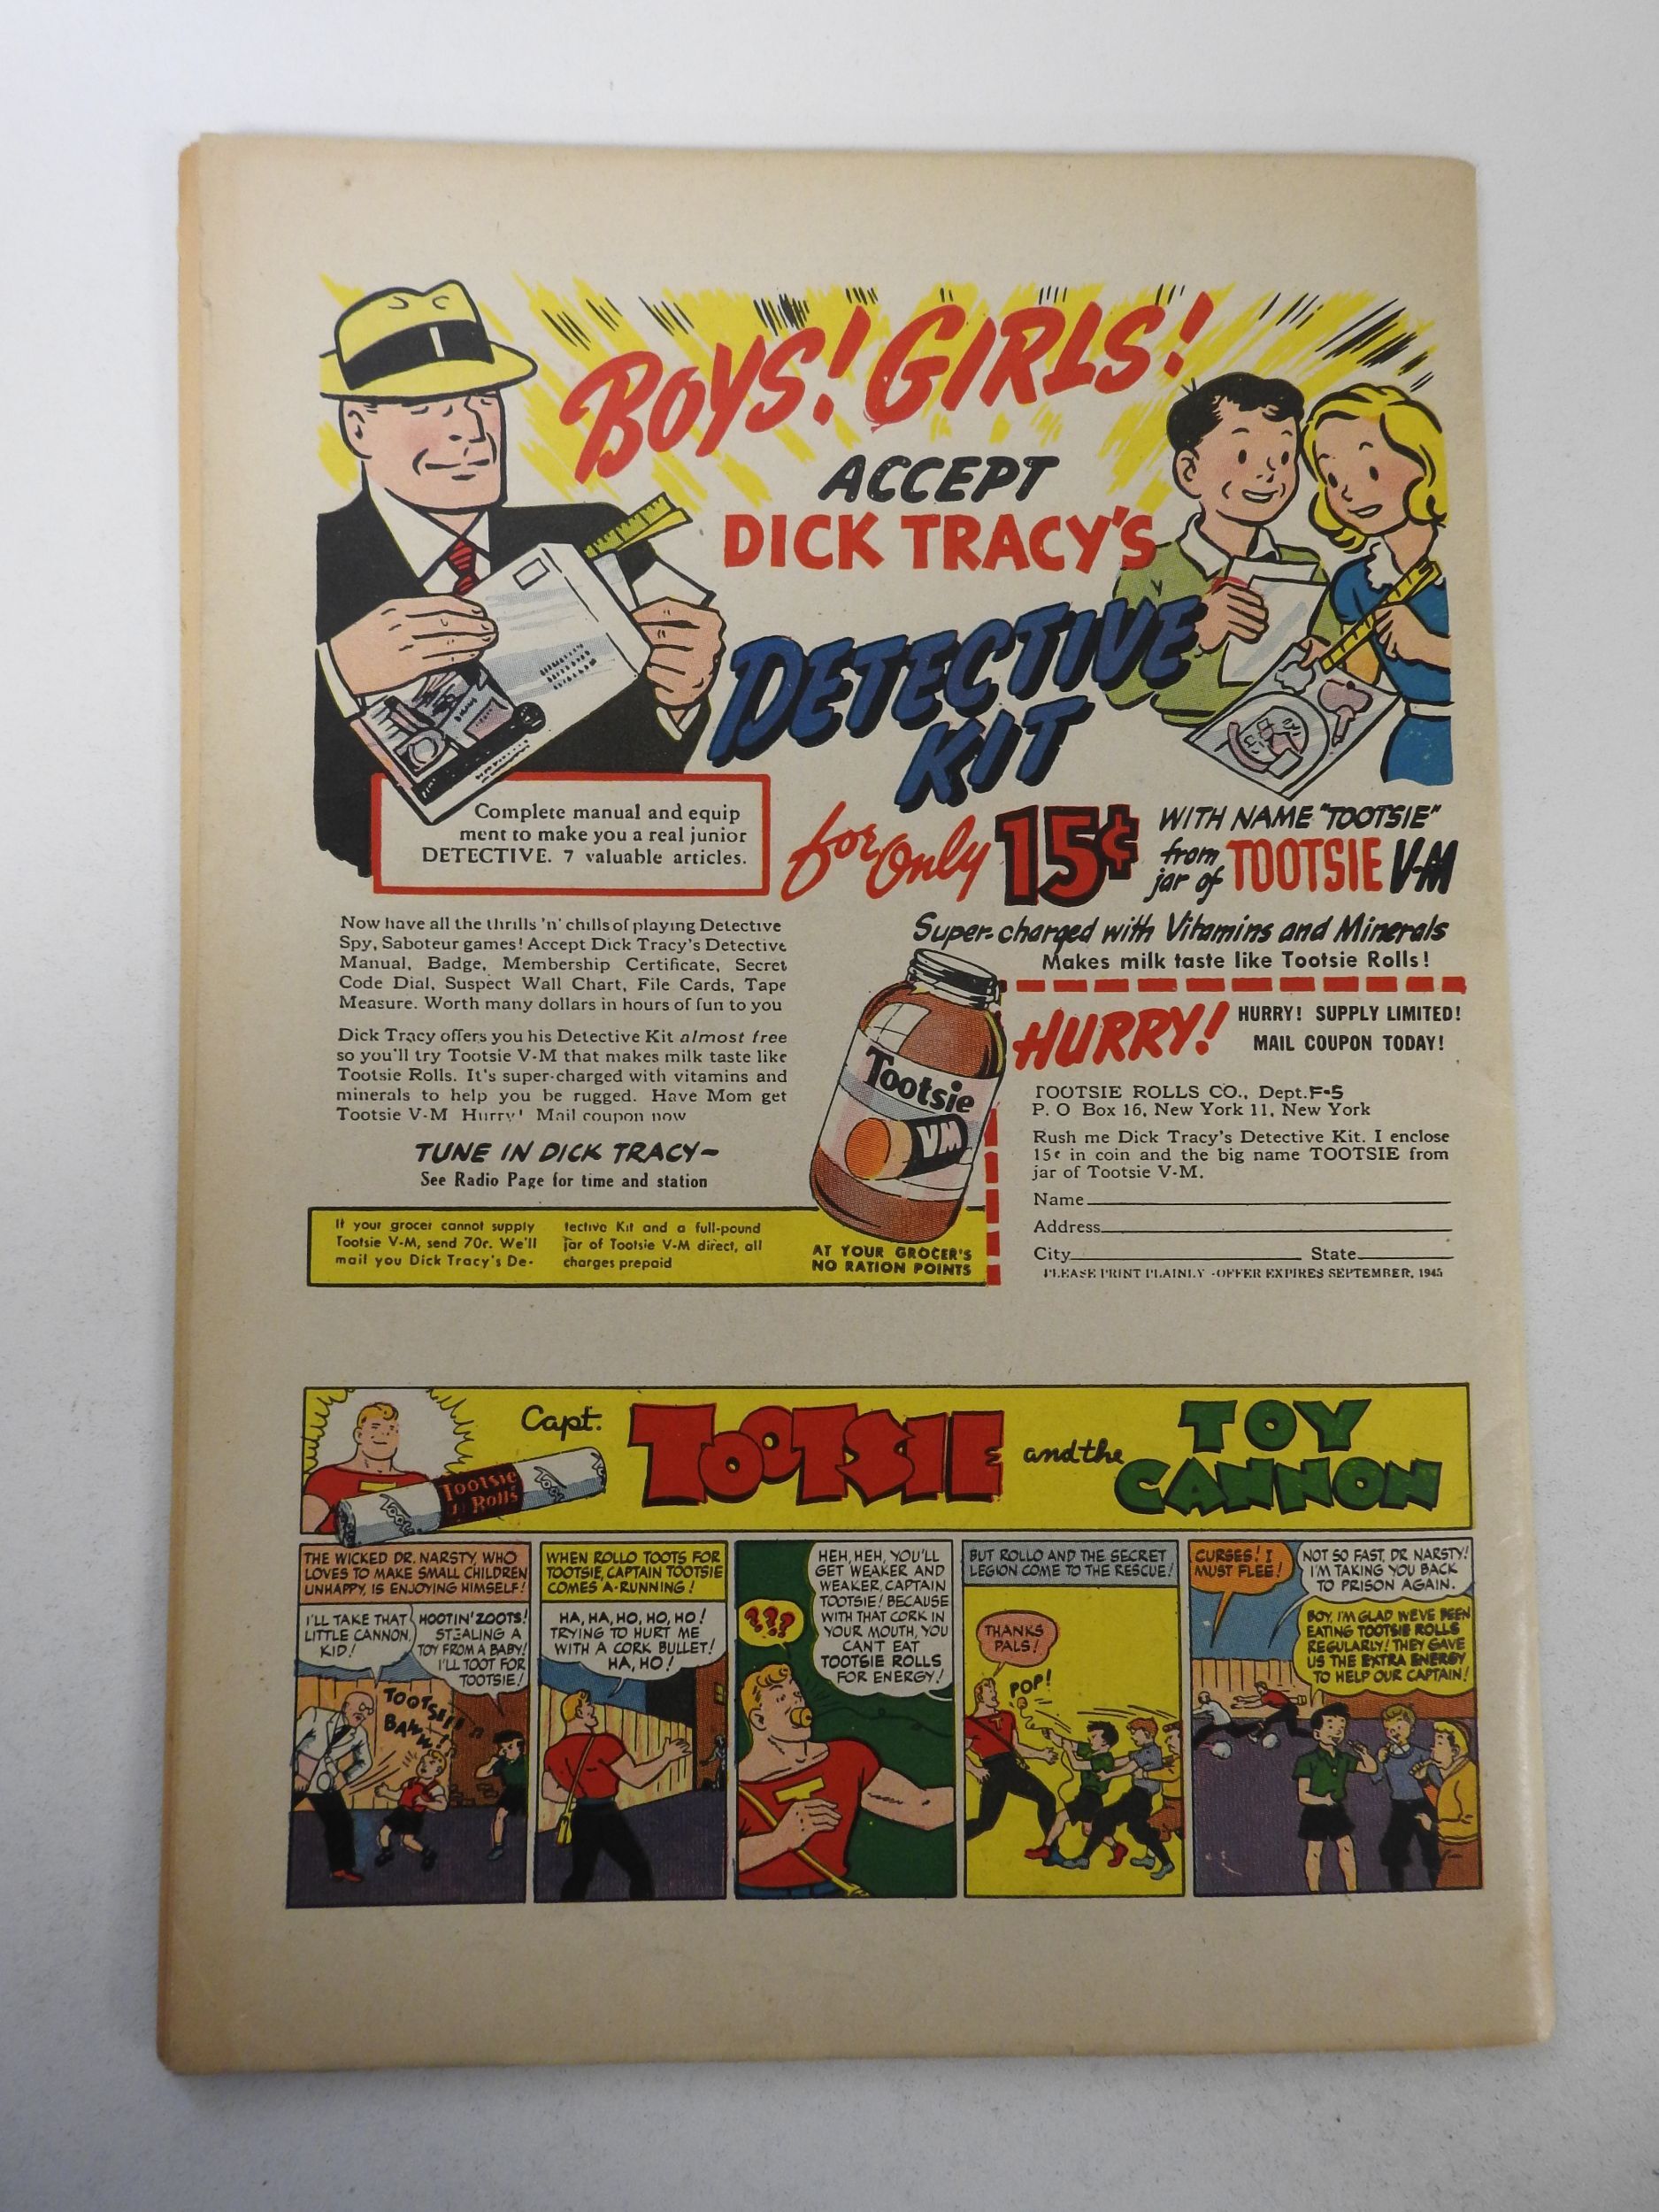 BOYS! GIRLS!
ACCEPT
DICK TRACY'S
DETECTIVE
KIT
for only 15¢
WITH NAME "TOOTSIE"
from
jar of TOOTSIE V-M
Complete manual and equip
ment to make you a real junior
DETECTIVE. 7 valuable articles.
Super-charged with Vitamins and Minerals
Makes milk taste like Tootsie Rolls!
Now have all the thrills 'n' chills of playing Detective
Spy, Saboteur games! Accept Dick Tracy's Detective
Manual, Badge, Membership Certificate, Secret
Code Dial, Suspect Wall Chart, File Cards, Tape
Measure. Worth many dollars in hours of fun to you
Dick Tracy offers you his Detective Kit almost free
so you'll try Tootsie V-M that makes milk taste like
Tootsie Rolls. It's super-charged with vitamins and
minerals to help you be rugged. Have Mom get
Tootsie V-M Hurry! Mail coupon now
TUNE IN DICK TRACY~
See Radio Page for time and station
If your grocer cannot supply
Tootsie V-M, send 70¢. We'll
mail you Dick Tracy's De-
tective Kit and a full-pound
jar of Tootsie V-M direct, all
charges prepaid
Tootsie
VM
AT YOUR GROCER'S
NO RATION POINTS
HURRY!
HURRY! SUPPLY LIMITED!
MAIL COUPON TODAY!
TOOTSIE ROLLS CO., Dept. F-5
P. O Box 16, New York 11, New York
Rush me Dick Tracy's Detective Kit. I enclose
15¢ in coin and the big name TOOTSIE from
jar of Tootsie V-M.
Name
Address
City State
PLEASE PRINT PLAINLY -OFFER EXPIRES SEPTEMBER, 1945
Capt. TOOTSIE and the TOY
CANNON
Tootsie
Rolls
THE WICKED DR. NARSTY, WHO
LOVES TO MAKE SMALL CHILDREN
UNHAPPY, IS ENJOYING HIMSELF!
I'LL TAKE THAT
LITTLE CANNON,
KID!
HOOTIN' ZOOTS!
STEALING A
TOY FROM A BABY!
I'LL TOOT FOR
TOOTSIE!
WHEN ROLLO TOOTS FOR
TOOTSIE, CAPTAIN TOOTSIE
COMES A-RUNNING!
HA, HA, HO, HO, HO!
TRYING TO HURT ME
WITH A CORK BULLET!
HA, HO!
???
HEH, HEH, YOU'LL
GET WEAKER AND
WEAKER, CAPTAIN
TOOTSIE! BECAUSE
WITH THAT CORK IN
YOUR MOUTH, YOU
CAN'T EAT
TOOTSIE ROLLS
FOR ENERGY!
BUT ROLLO AND THE SECRET
LEGION COME TO THE RESCUE!
THANKS
PALS!
POP!
CURSES! I
MUST FLEE!
NOT SO FAST, DR. NARSTY!
I'M TAKING YOU BACK
TO PRISON AGAIN.
BOY, I'M GLAD WE'VE BEEN
EATING TOOTSIE ROLLS
REGULARLY! THEY GAVE
US THE EXTRA ENERGY
TO HELP OUR CAPTAIN!